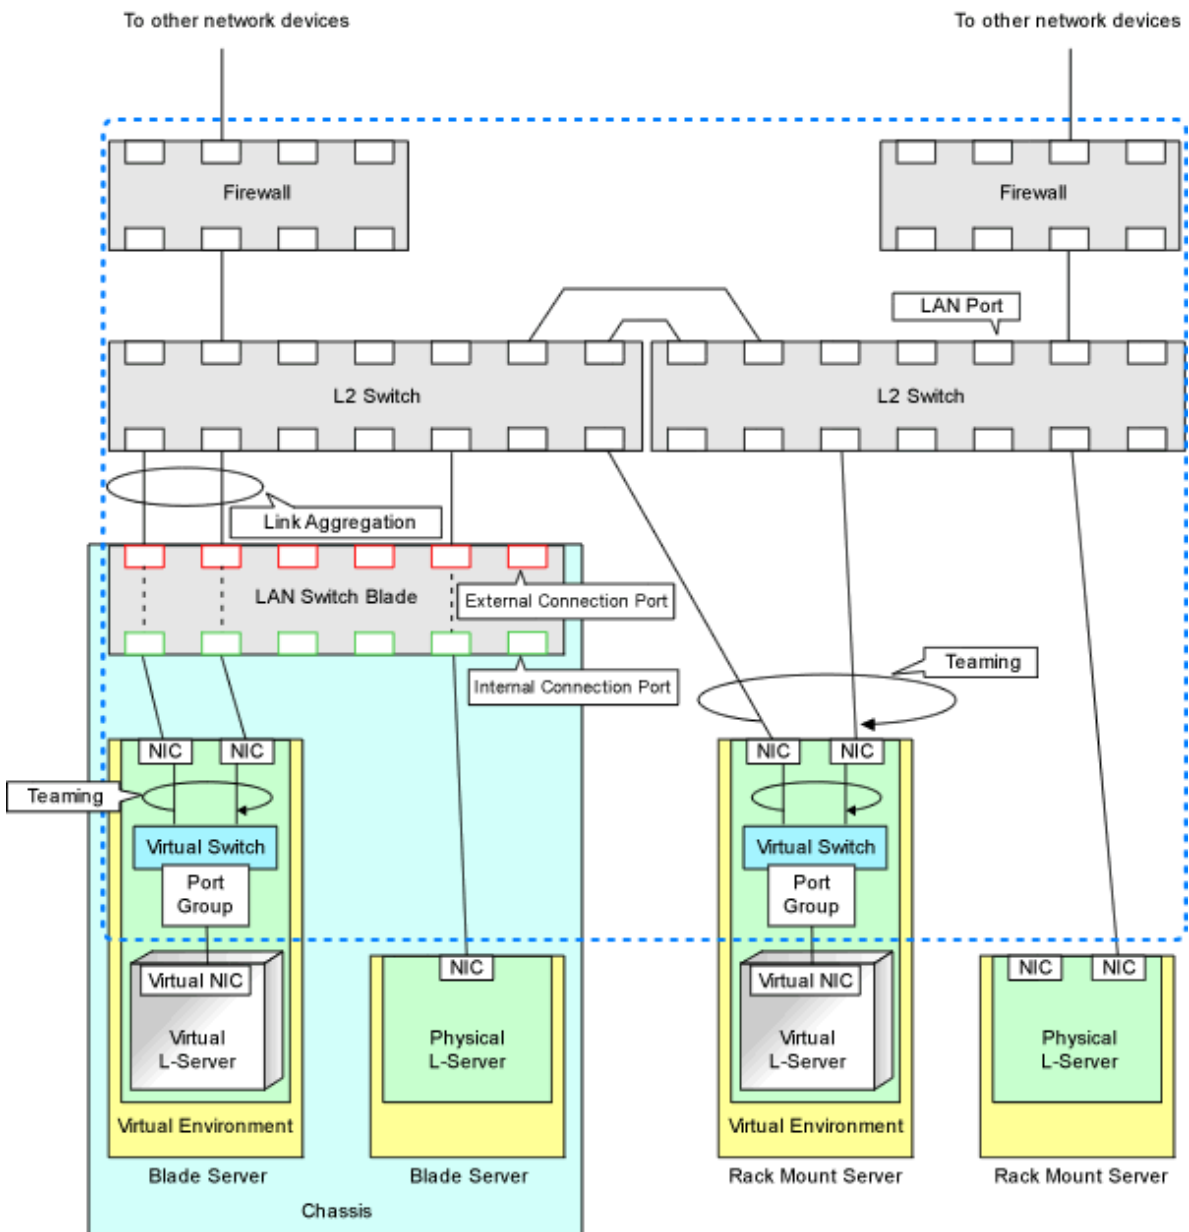 To other network devices
To other network devices
Firewall
Firewall
LAN Port
L2 Switch
L2 Switch
Link Aggregation
LAN Switch Blade
External Connection Port
Internal Connection Port
Teaming
NIC
NIC
NIC
NIC
Teaming
Virtual Switch
Virtual Switch
Port
Group
Port
Group
NIC
NIC
NIC
Virtual NIC
Virtual NIC
Virtual
L-Server
Physical
L-Server
Virtual
L-Server
Physical
L-Server
Virtual Environment
Virtual Environment
Blade Server
Blade Server
Rack Mount Server
Rack Mount Server
Chassis